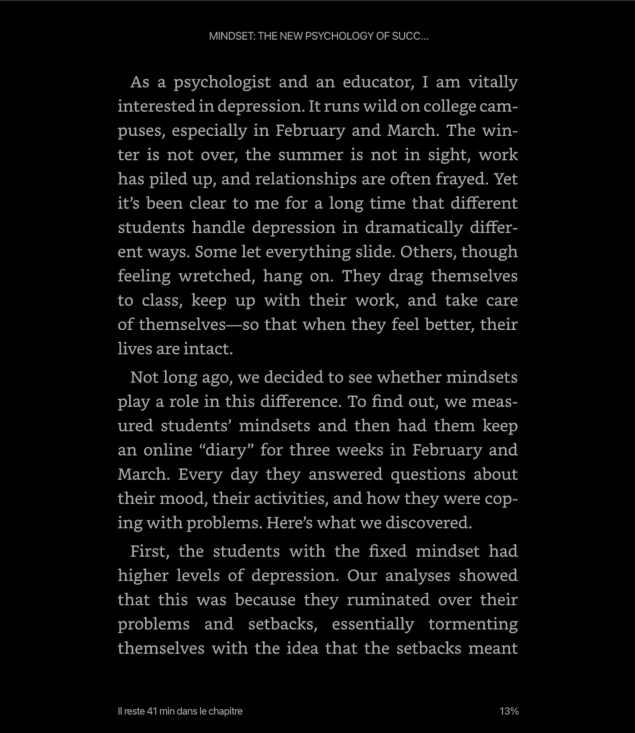 MINDSET: THE NEW PSYCHOLOGY OF SUCC...
As a psychologist and an educator, I am vitally
interested in depression. It runs wild on college cam-
puses, especially in February and March. The win-
ter is not over, the summer is not in sight, work
has piled up, and relationships are often frayed. Yet
it’s been clear to me for a long time that different
students handle depression in dramatically differ-
ent ways. Some let everything slide. Others, though
feeling wretched, hang on. They drag themselves
to class, keep up with their work, and take care
of themselves—so that when they feel better, their
lives are intact.
Not long ago, we decided to see whether mindsets
play a role in this difference. To find out, we meas-
ured students’ mindsets and then had them keep
an online “diary” for three weeks in February and
March. Every day they answered questions about
their mood, their activities, and how they were cop-
ing with problems. Here’s what we discovered.
First, the students with the fixed mindset had
higher levels of depression. Our analyses showed
that this was because they ruminated over their
problems and setbacks, essentially tormenting
themselves with the idea that the setbacks meant
Il reste 41 min dans le chapitre
13%